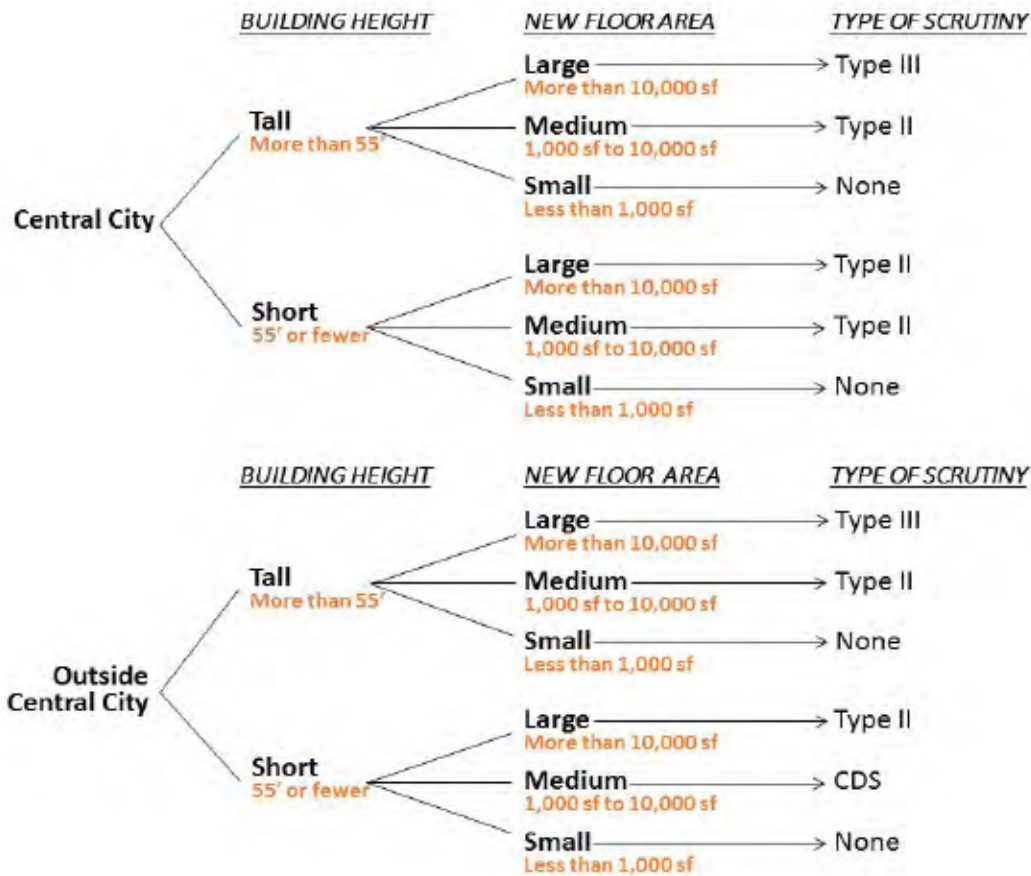 BUILDING HEIGHT NEW FLOOR AREA TYPE OF SCRUTINY
Large Type III
More than 10,000 sf
Tall
More than 55'
Medium Type II
1,000 sf to 10,000 sf
Small None
Less than 1,000 sf
Central City
Large Type II
More than 10,000 sf
Short
55' or fewer
Medium Type II
1,000 sf to 10,000 sf
Small None
Less than 1,000 sf
BUILDING HEIGHT NEW FLOOR AREA TYPE OF SCRUTINY
Large Type III
More than 10,000 sf
Tall
More than 55'
Medium Type II
1,000 sf to 10,000 sf
Small None
Less than 1,000 sf
Outside
Central City
Large Type II
More than 10,000 sf
Short
55' or fewer
Medium CDS
1,000 sf to 10,000 sf
Small None
Less than 1,000 sf